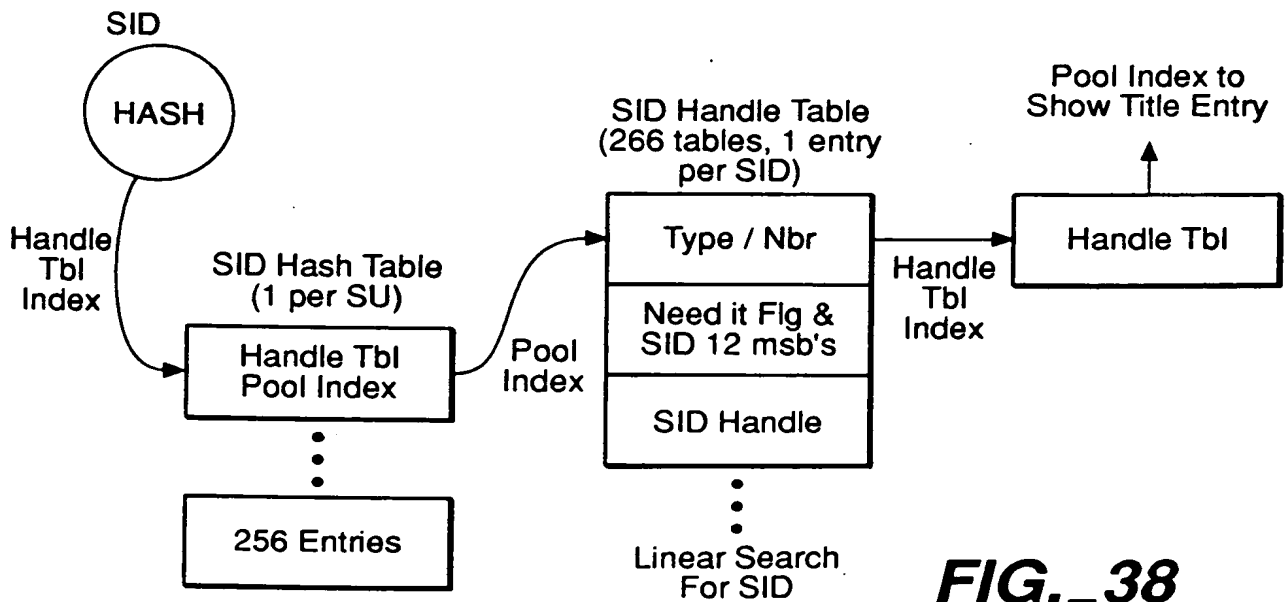 SID
HASH
Handle
Tbl
Index
SID Hash Table
(1 per SU)
Handle Tbl
Pool Index
256 Entries
Pool
Index
SID Handle Table
(266 tables, 1 entry
per SID)
Type / Nbr
Need it Flg &
SID 12 msb's
SID Handle
Linear Search
For SID
Handle
Tbl
Index
Pool Index to
Show Title Entry
Handle Tbl
FIG._38